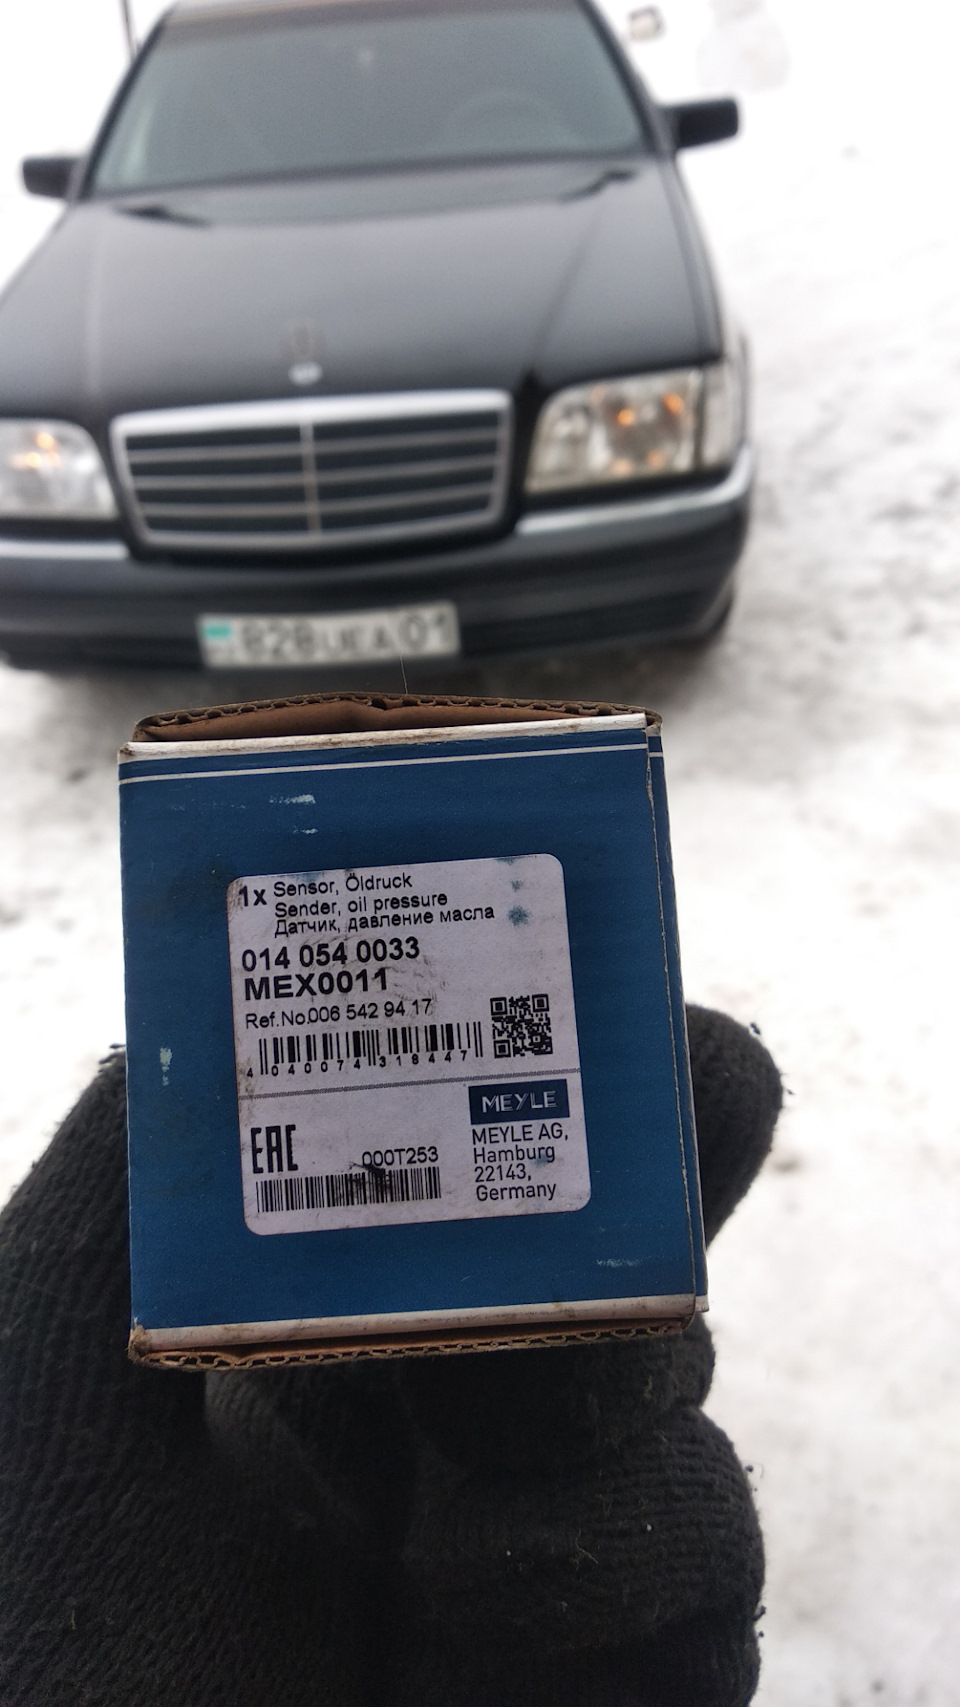 828UEA01
1x Sensor, Öldruck
Sender, oil pressure
Датчик, давление масла
014 054 0033
MEX0011
Ref.No.006 542 94 17
4 040074 318447
MEYLE
EAC
000T253
MEYLE AG,
Hamburg
22143,
Germany